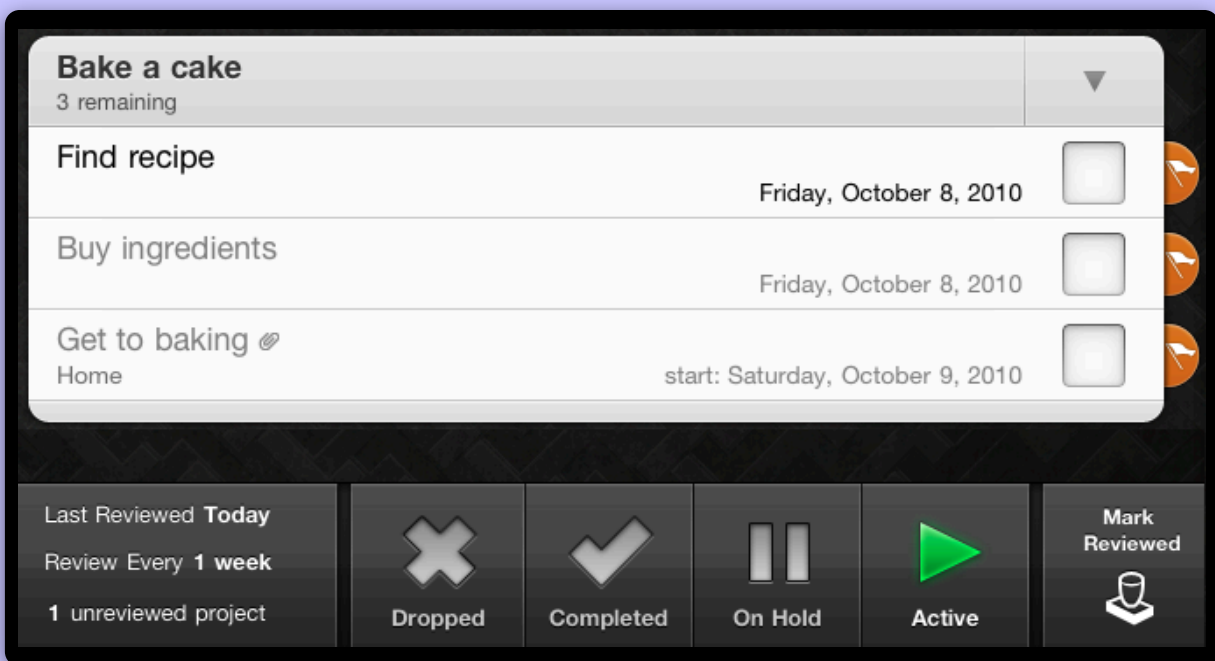 Bake a cake
3 remaining
Find recipe
Friday, October 8, 2010
Buy ingredients
Friday, October 8, 2010
Get to baking
Home
start: Saturday, October 9, 2010
Last Reviewed Today
Review Every 1 week
1 unreviewed project
Dropped
Completed
On Hold
Active
Mark
Reviewed